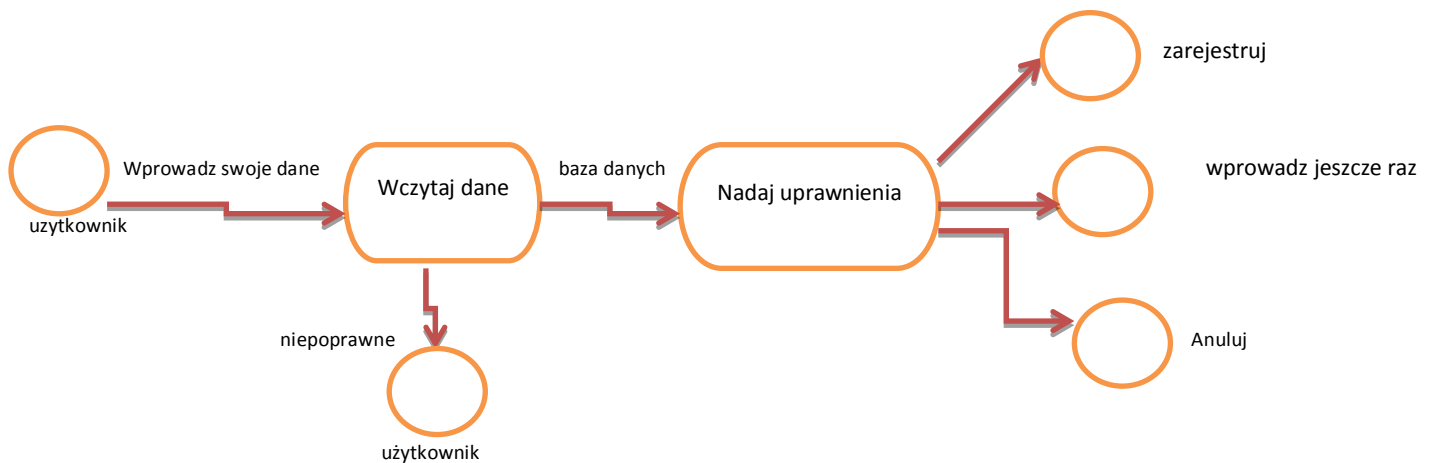 zarejestruj
Wprowadz swoje dane
Wczytaj dane
baza danych
Nadaj uprawnienia
wprowadz jeszcze raz
uzytkownik
niepoprawne
Anuluj
użytkownik